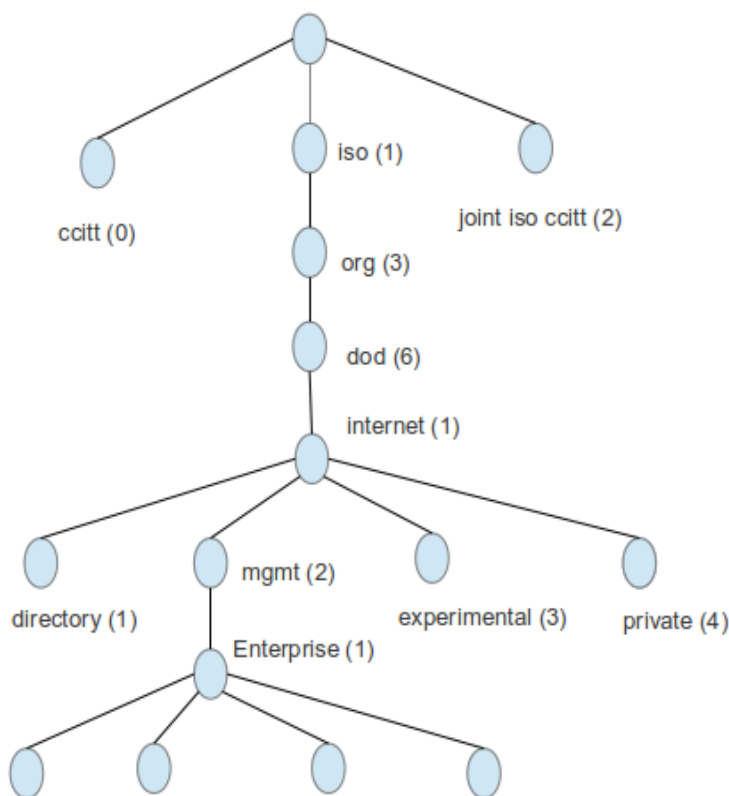 iso (1)
ccitt (0)
joint iso ccitt (2)
org (3)
dod (6)
internet (1)
mgmt (2)
directory (1)
experimental (3)
private (4)
Enterprise (1)